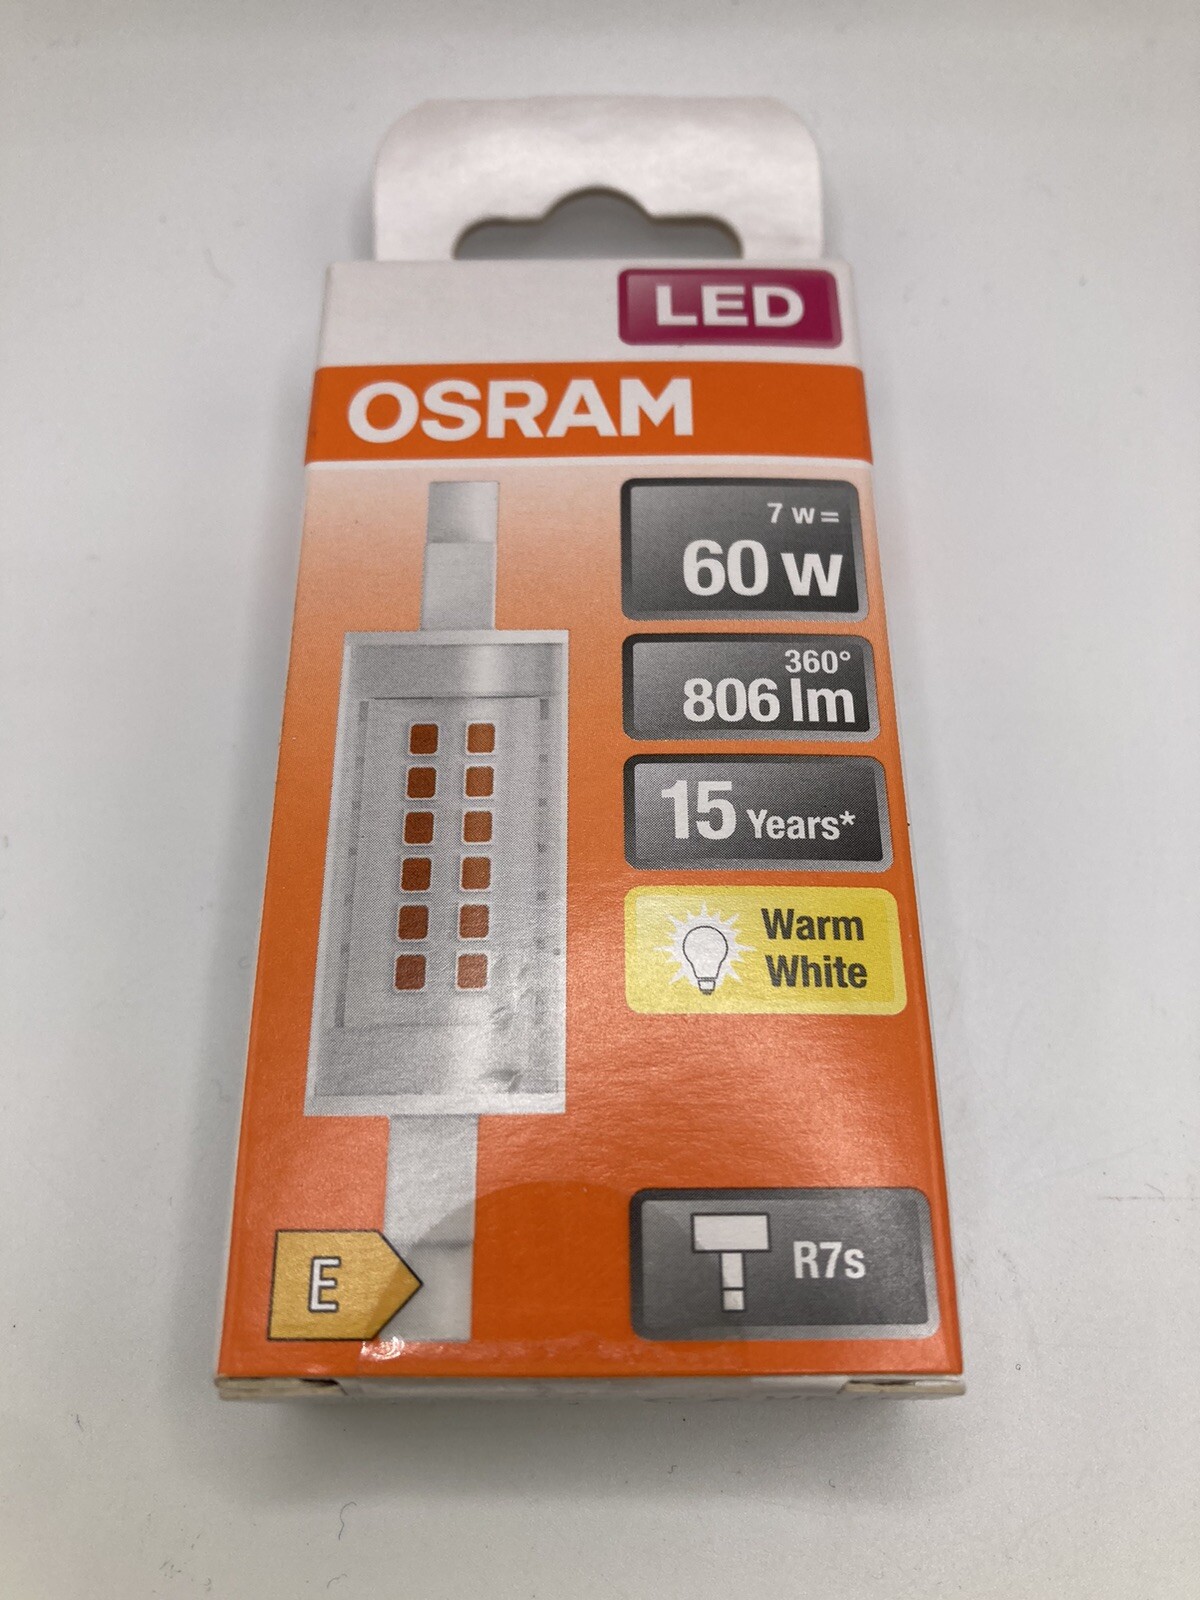 LED
OSRAM
7 W=
60 W
360°
806 lm
15 Years*
Warm
White
E
R7s